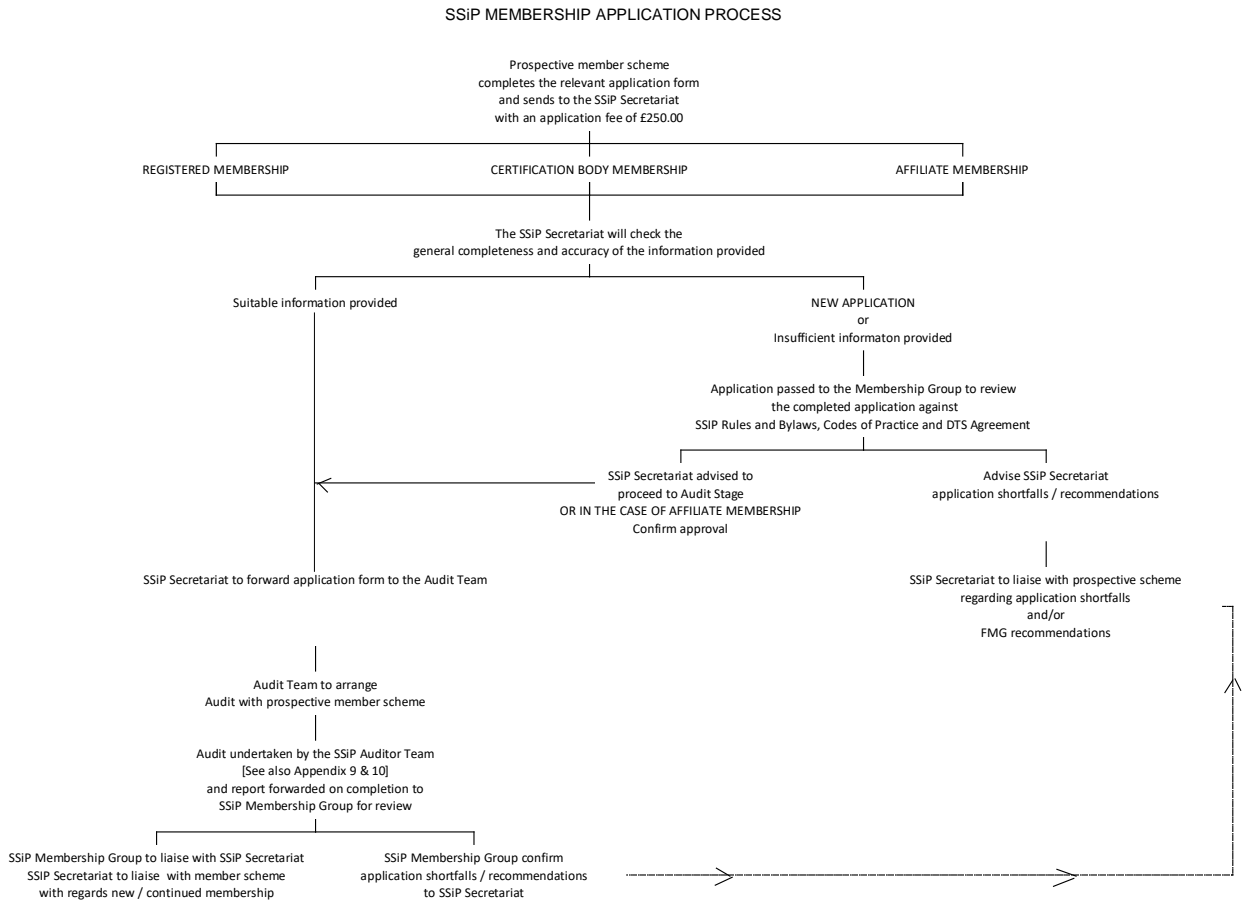 SSiP MEMBERSHIP APPLICATION PROCESS
Prospective member scheme
completes the relevant application form
and sends to the SSiP Secretariat
with an application fee of £250.00
REGISTERED MEMBERSHIP
CERTIFICATION BODY MEMBERSHIP
AFFILIATE MEMBERSHIP
The SSiP Secretariat will check the
general completeness and accuracy of the information provided
Suitable information provided
NEW APPLICATION
or
Insufficient informaton provided
Application passed to the Membership Group to review
the completed application against
SSIP Rules and Bylaws, Codes of Practice and DTS Agreement
SSiP Secretariat advised to
proceed to Audit Stage
OR IN THE CASE OF AFFILIATE MEMBERSHIP
Confirm approval
Advise SSiP Secretariat
application shortfalls / recommendations
SSiP Secretariat to forward application form to the Audit Team
SSiP Secretariat to liaise with prospective scheme
regarding application shortfalls
and/or
FMG recommendations
Audit Team to arrange
Audit with prospective member scheme
Audit undertaken by the SSiP Auditor Team
[See also Appendix 9 & 10]
and report forwarded on completion to
SSiP Membership Group for review
SSiP Membership Group to liaise with SSiP Secretariat
SSIP Secretariat to liaise with member scheme
with regards new / continued membership
SSiP Membership Group confirm
application shortfalls / recommendations
to SSiP Secretariat